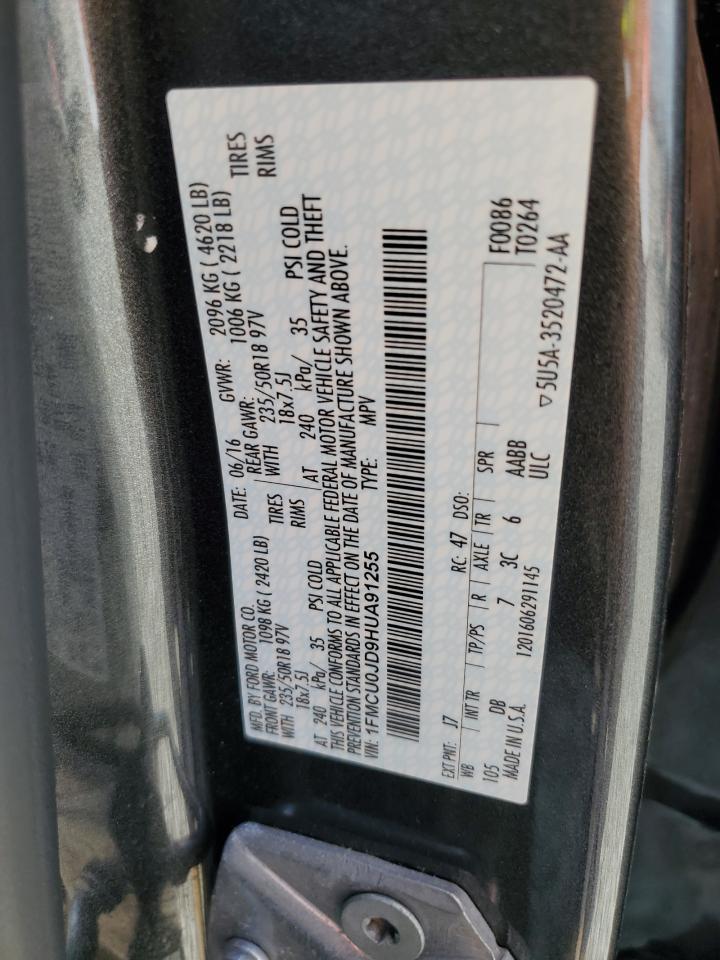 MFD. BY FORD MOTOR CO.
DATE: 06/16 GVWR: 2096 KG ( 4620 LB)
FRONT GAWR: 1098 KG ( 2420 LB) REAR GAWR: 1006 KG ( 2218 LB)
WITH 235/50R18 97V TIRES WITH 235/50R18 97V TIRES
18x7.5J RIMS 18x7.5J RIMS
AT 240 kPa/ 35 PSI COLD AT 240 kPa/ 35 PSI COLD
THIS VEHICLE CONFORMS TO ALL APPLICABLE FEDERAL MOTOR VEHICLE SAFETY AND THEFT
PREVENTION STANDARDS IN EFFECT ON THE DATE OF MANUFACTURE SHOWN ABOVE.
VIN: 1FMCU0JD9HUA91255 TYPE: MPV
EXT PNT: J7 RC: 47 DSO: F0086
WB INT TR TP/PS R AXLE TR SPR T0264
105 DB 7 3C 6 AABB
MADE IN U.S.A. 1201606291145 ULC ▽5U5A-3520472-AA